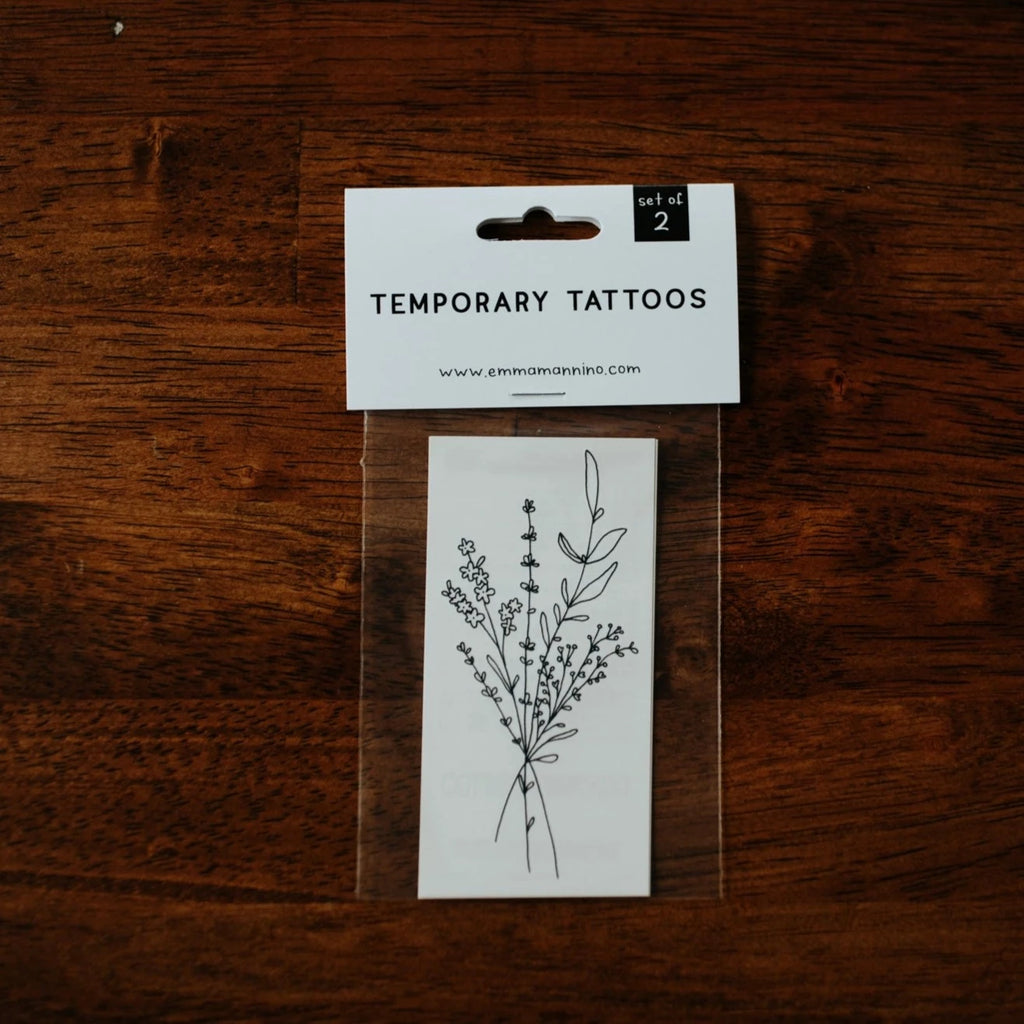 set of
2
TEMPORARY TATTOOS
www.emmamannino.com